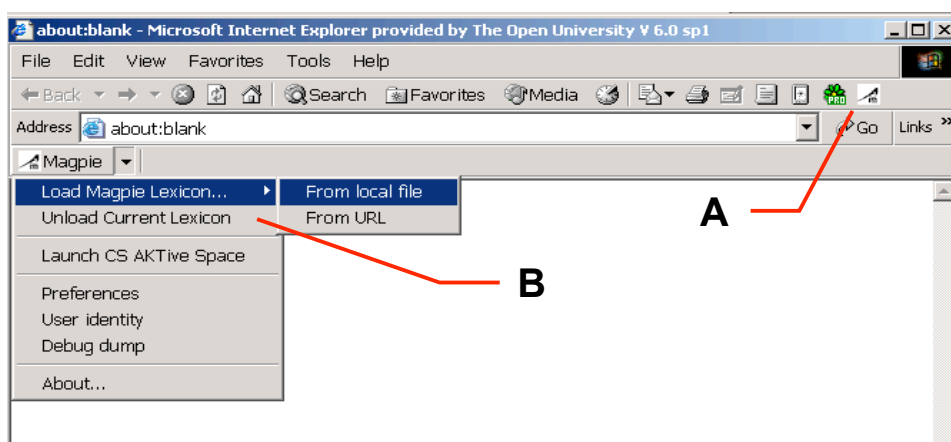 about:blank - Microsoft Internet Explorer provided by The Open University V 6.0 sp1
File Edit View Favorites Tools Help
Back Search Favorites Media PRO
Address about:blank Go Links »
Magpie
Load Magpie Lexicon... From local file
Unload Current Lexicon From URL
A
Launch CS AKTive Space
B
Preferences
User identity
Debug dump
About...